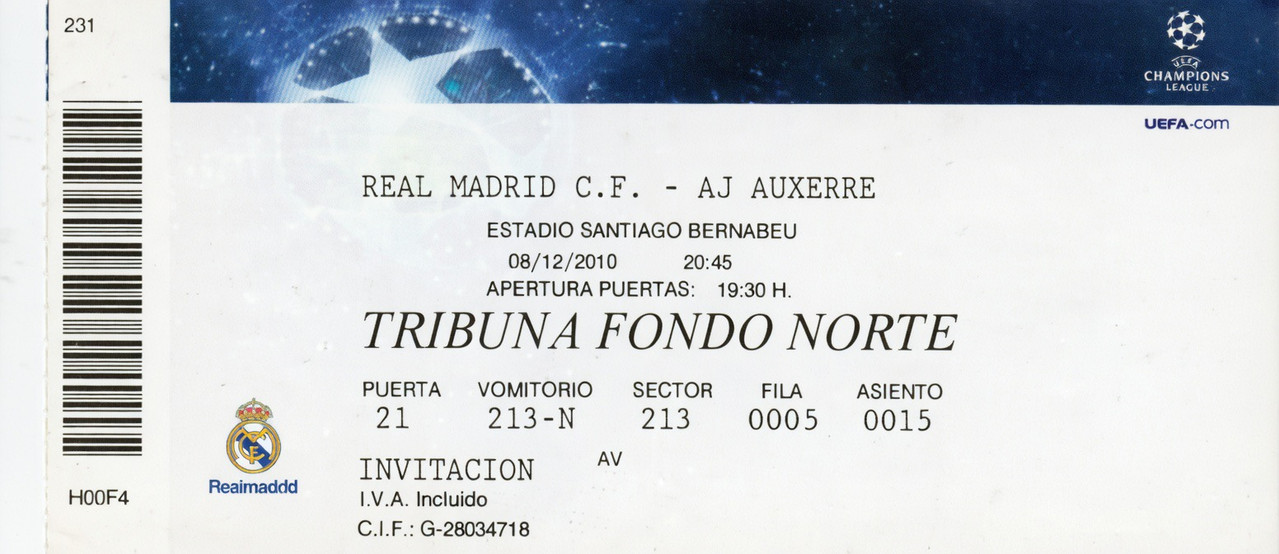 231
UEFA
CHAMPIONS
LEAGUE
UEFA.com
REAL MADRID C.F. - AJ AUXERRE
ESTADIO SANTIAGO BERNABEU
08/12/2010 20:45
APERTURA PUERTAS: 19:30 H.
TRIBUNA FONDO NORTE
PUERTA VOMITORIO SECTOR FILA ASIENTO
21 213-N 213 0005 0015
INVITACION AV
I.V.A. Incluido
C.I.F.: G-28034718
Reaimaddd
H00F4